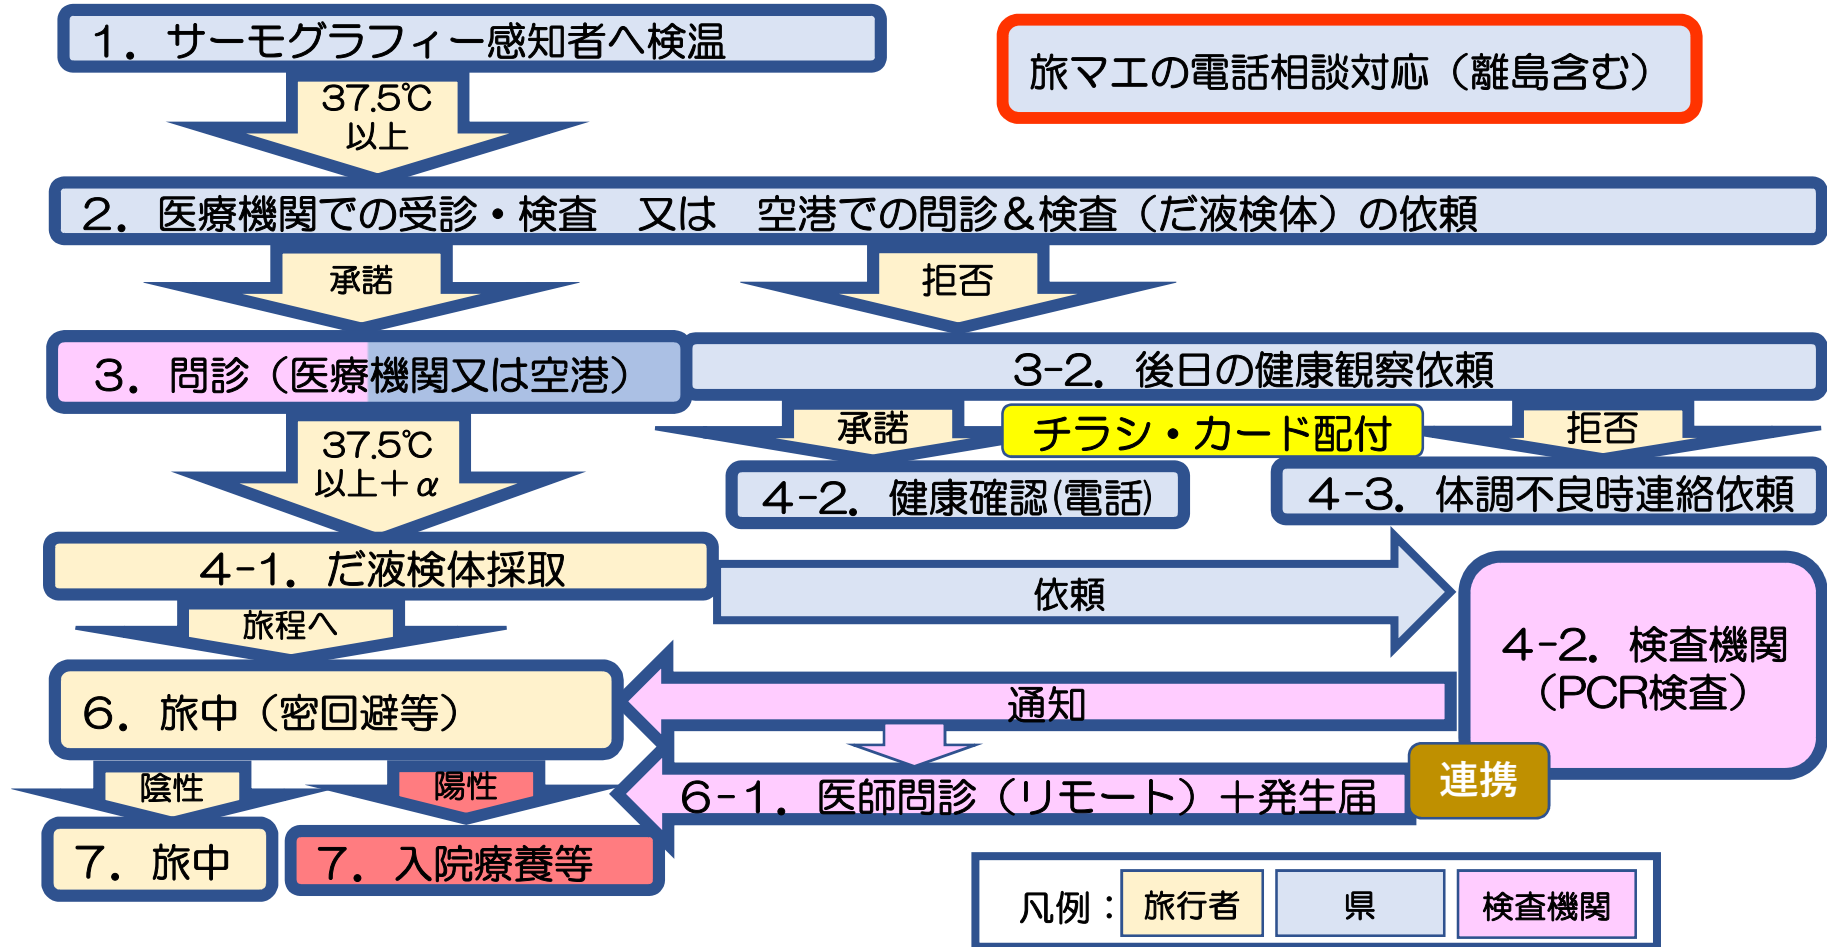 1．サーモグラフィー感知者へ検温
旅マエの電話相談対応（離島含む）
37.5℃
以上
2．医療機関での受診・検査　又は　空港での問診＆検査（だ液検体）の依頼
承諾
拒否
3．問診（医療機関又は空港）
3-2．後日の健康観察依頼
37.5℃
以上＋α
承諾
チラシ・カード配付
拒否
4-2．健康確認(電話)
4-3．体調不良時連絡依頼
4-1．だ液検体採取
依頼
旅程へ
4-2．検査機関
（PCR検査）
6．旅中（密回避等）
通知
連携
陰性
陽性
6-1．医師問診（リモート）＋発生届
7．旅中
7．入院療養等
凡例：
旅行者
県
検査機関